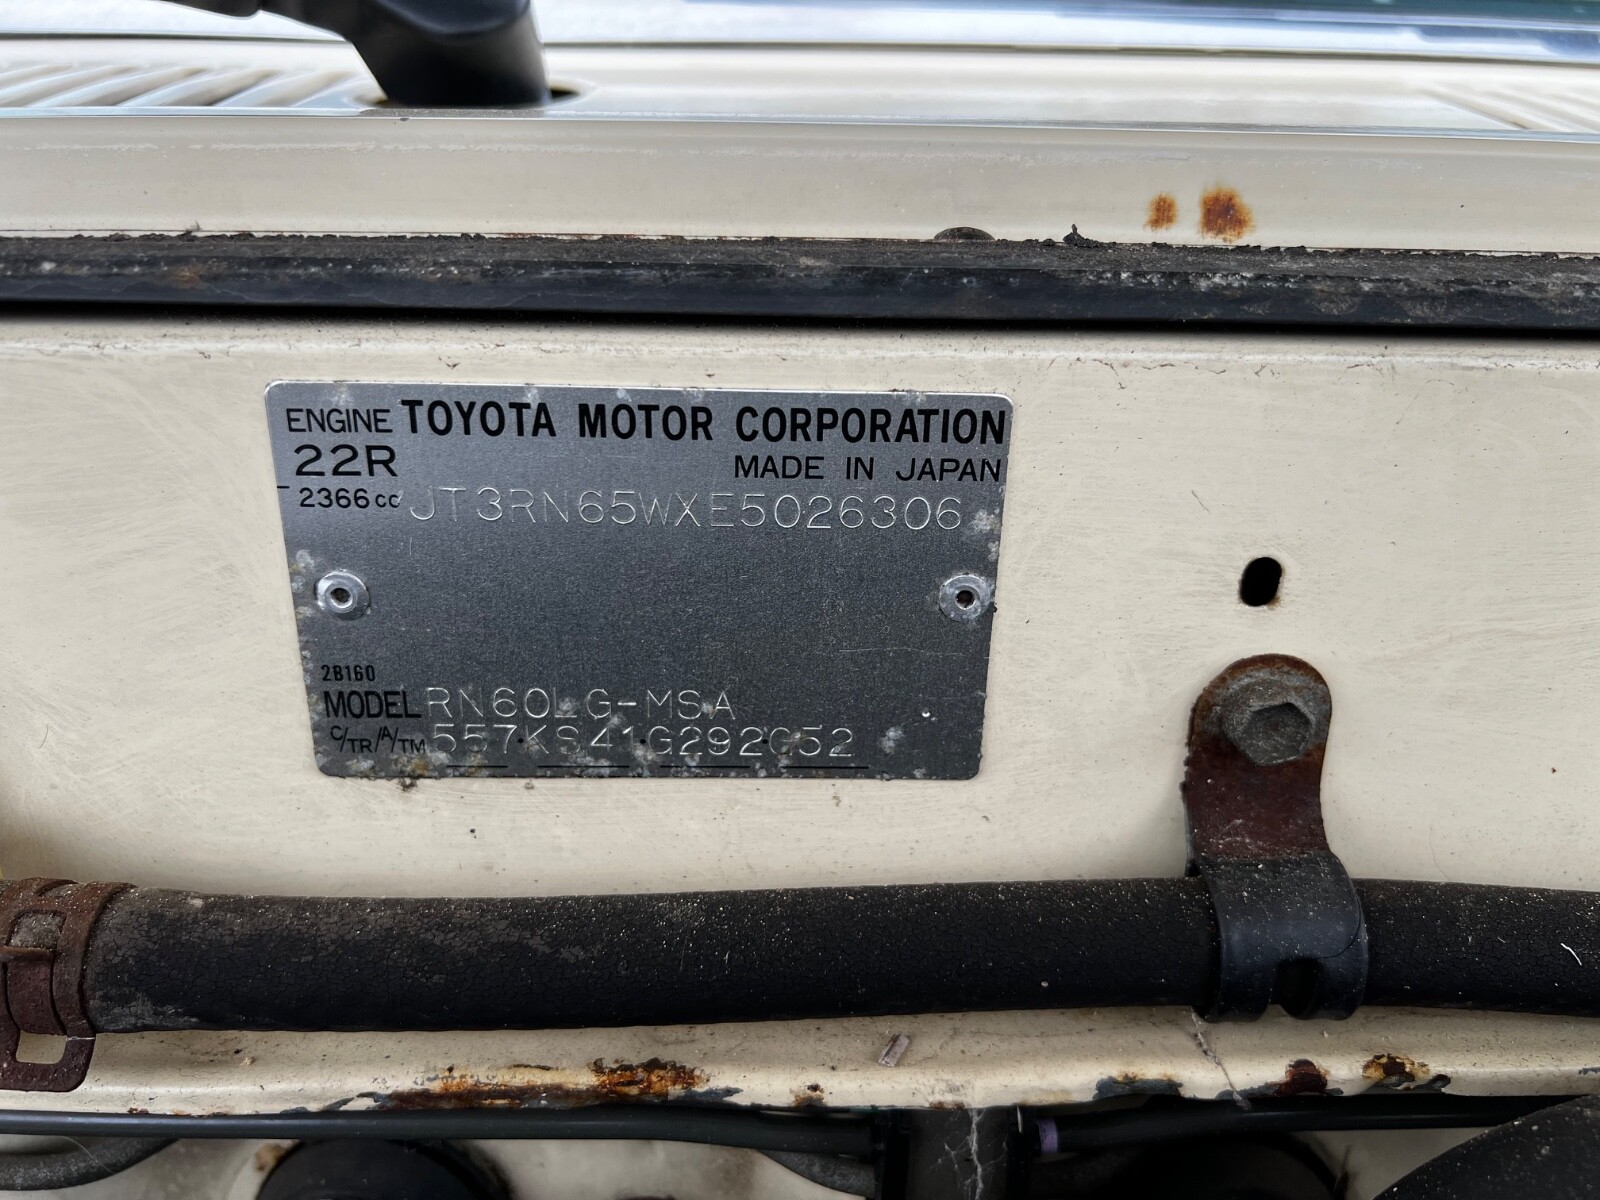 ENGINE TOYOTA MOTOR CORPORATION
22R MADE IN JAPAN
2366cc JT3RN65WXE5026306
2B160
MODEL RN60LG-MSA
C/TR/A/TM 557·KS41·G292·G52